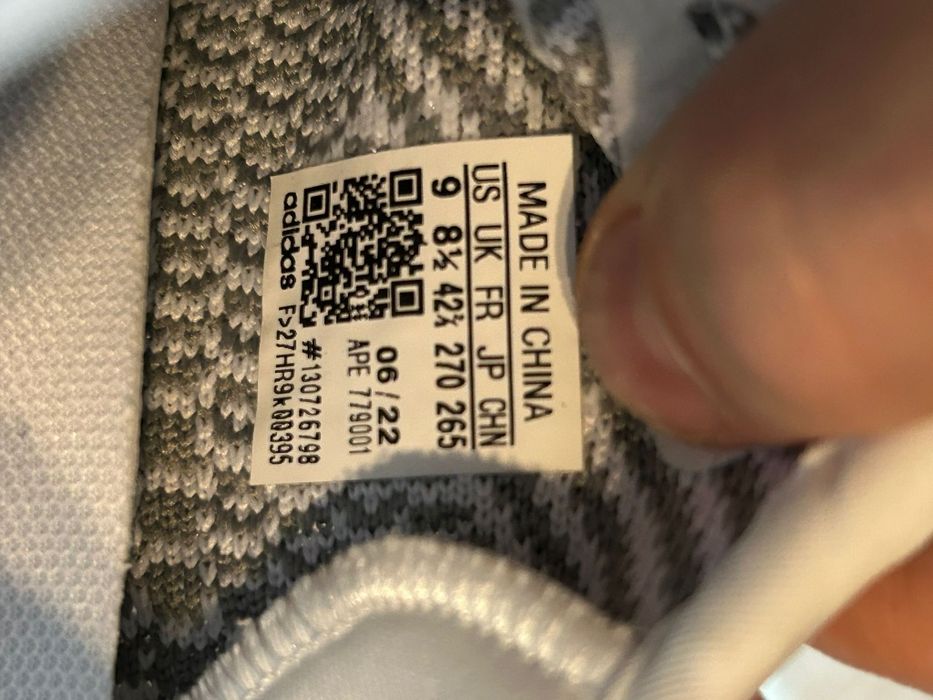 MADE IN CHINA
US UK FR JP CHN
9 8½ 42⅔ 270 265
06/22
APE 779001
#130726798
adidas F>27HR9k00395